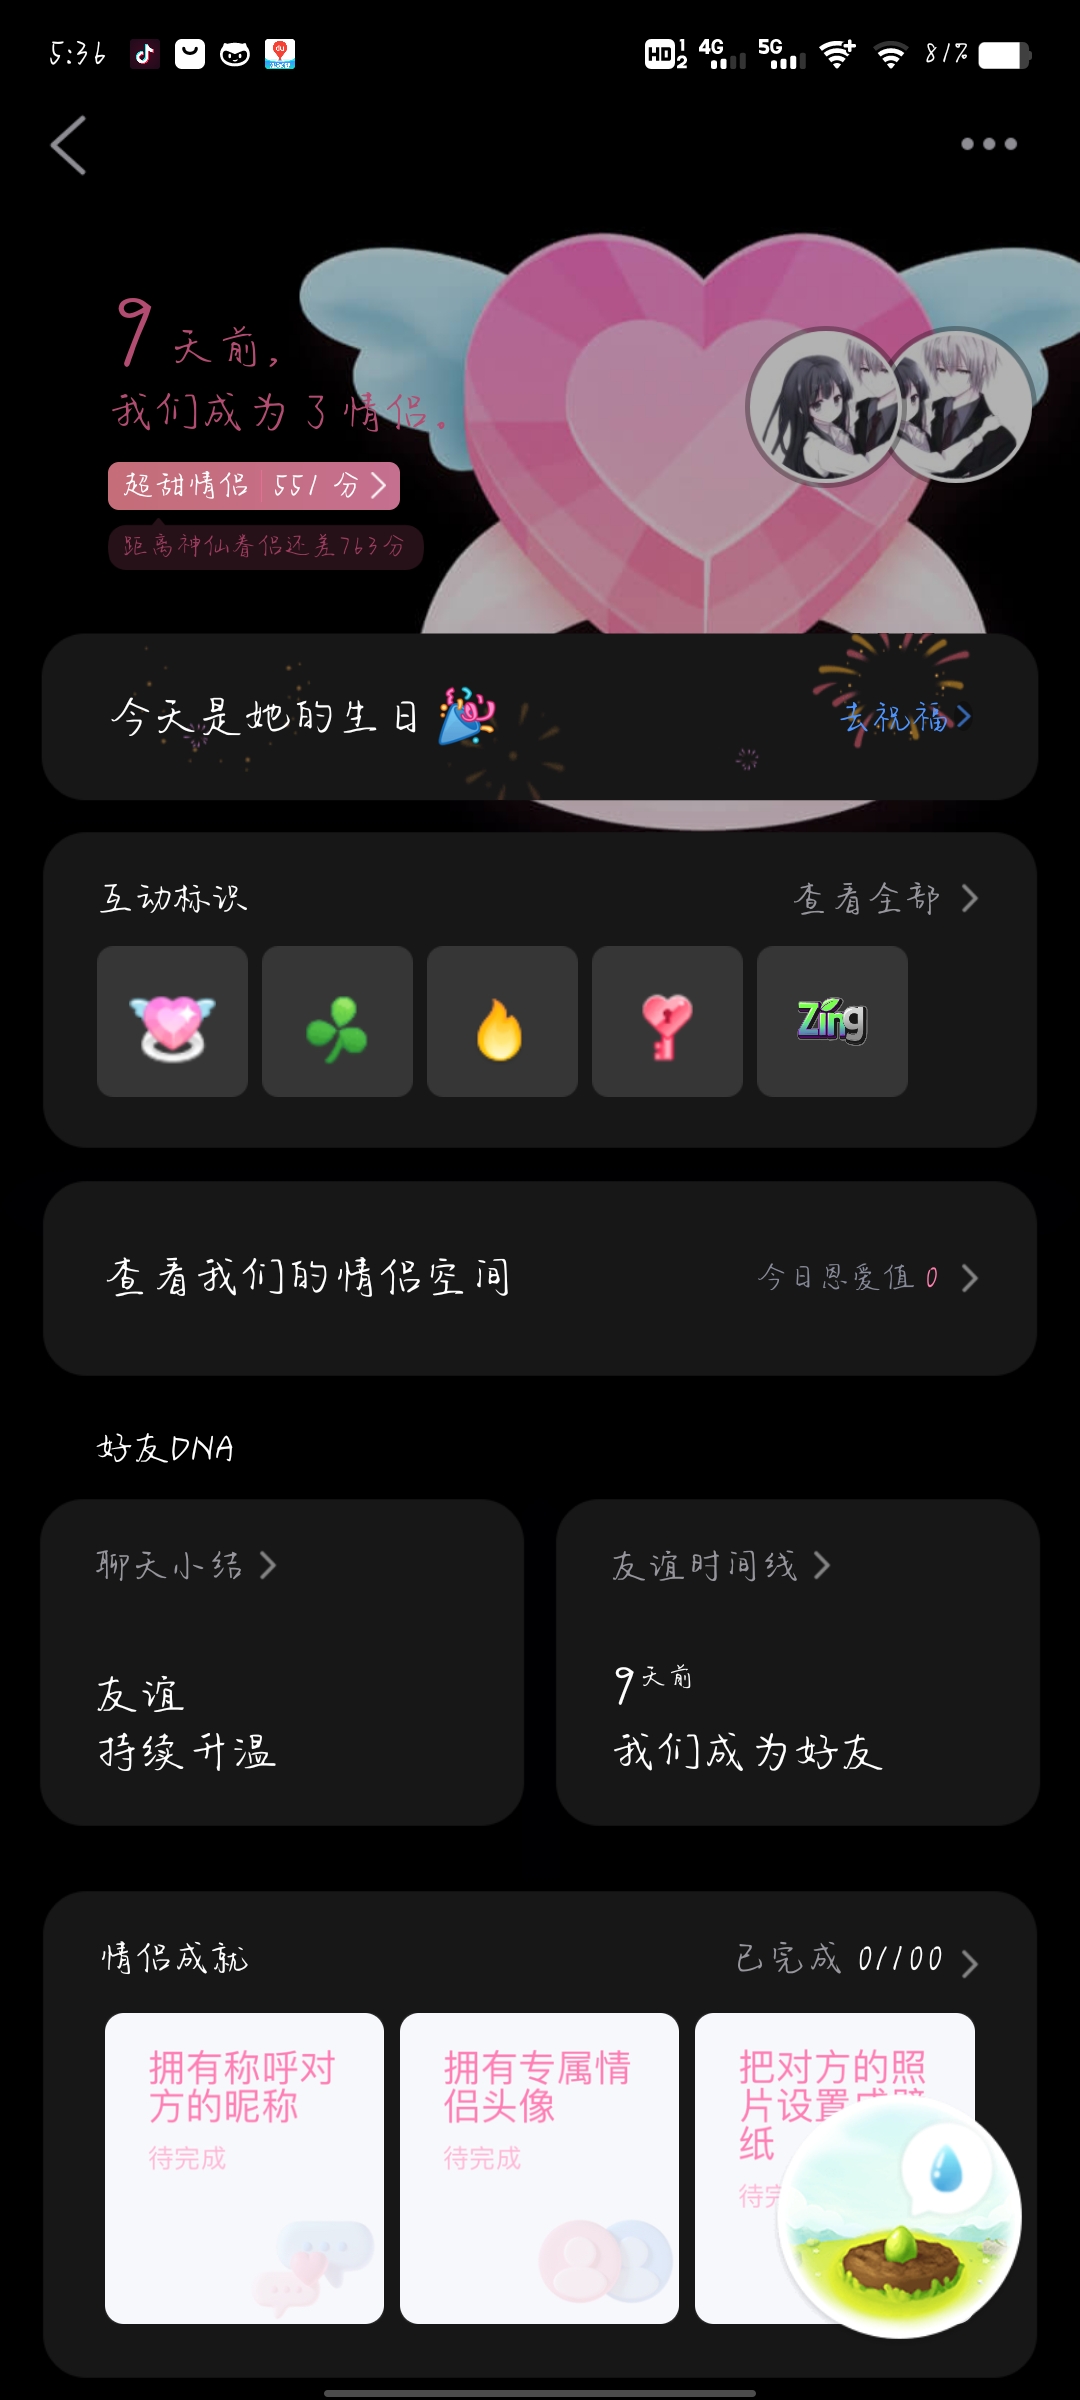 5:36
HD 1 2 4G 5G 81%
9 天前,
我们成为了情侣.
超甜情侣 551 分
距离神仙眷侣还差763分
今天是她的生日
去祝福
互动标识
查看全部
Zing
查看我们的情侣空间
今日恩爱值 0
好友DNA
聊天小结
友谊
持续升温
友谊时间线
9天前
我们成为好友
情侣成就
已完成 0/100
拥有称呼对
方的昵称
待完成
拥有专属情
侣头像
待完成
把对方的照
片设置成壁
纸
待完